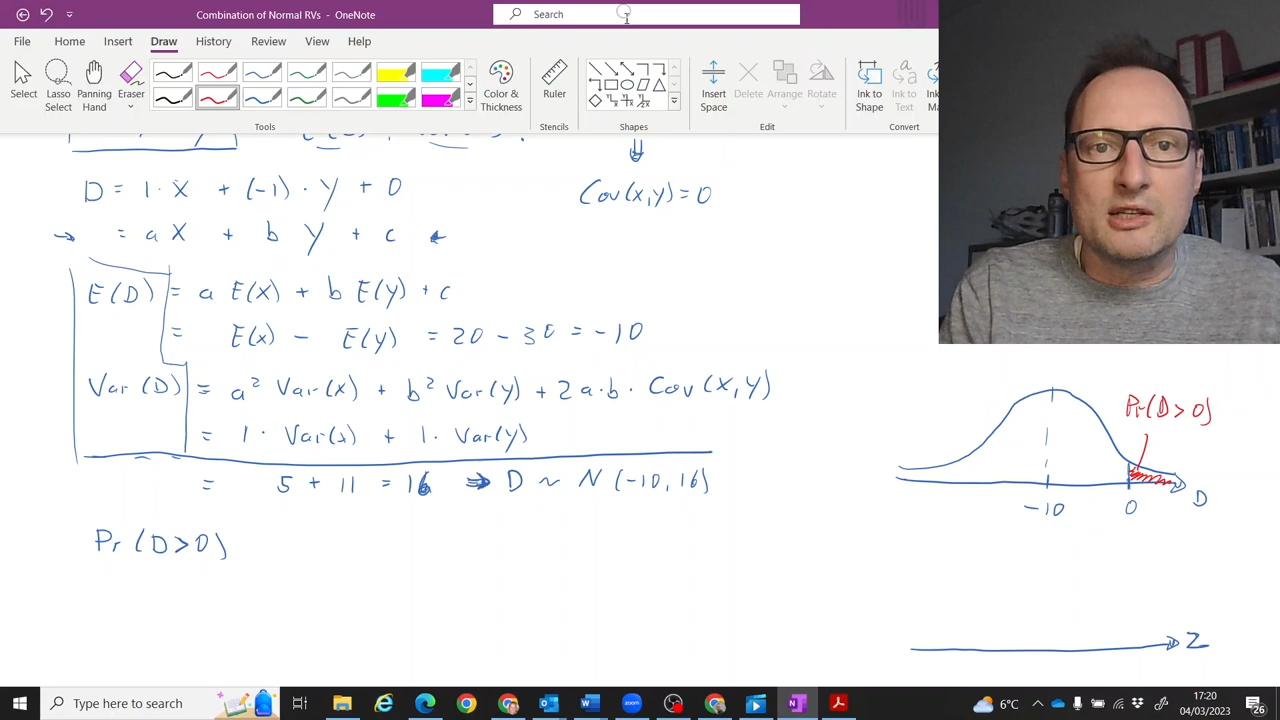 Combination of Normal RVs - OneNote
Search
File Home Insert Draw History Review View Help
Select
Lasso Select
Panning Hand
Eraser
Color & Thickness
Ruler
Insert Space
Delete
Arrange
Rotate
Ink to Shape
Ink to Text
Tools
Stencils
Shapes
Edit
Convert
D = 1 · X + (-1) · Y + 0
Cov(X,Y) = 0
→ = a X + b Y + c ←
E(D) = a E(X) + b E(Y) + c
= E(X) - E(Y) = 20 - 30 = -10
Var(D) = a² Var(X) + b² Var(Y) + 2a·b · Cov(X,Y)
= 1 · Var(X) + 1 · Var(Y)
= 5 + 11 = 16 ⇒ D ~ N(-10, 16)
Pr(D>0)
Pr(D>0)
-10 0 D
Z
Type here to search
6°C
17:20
04/03/2023
26